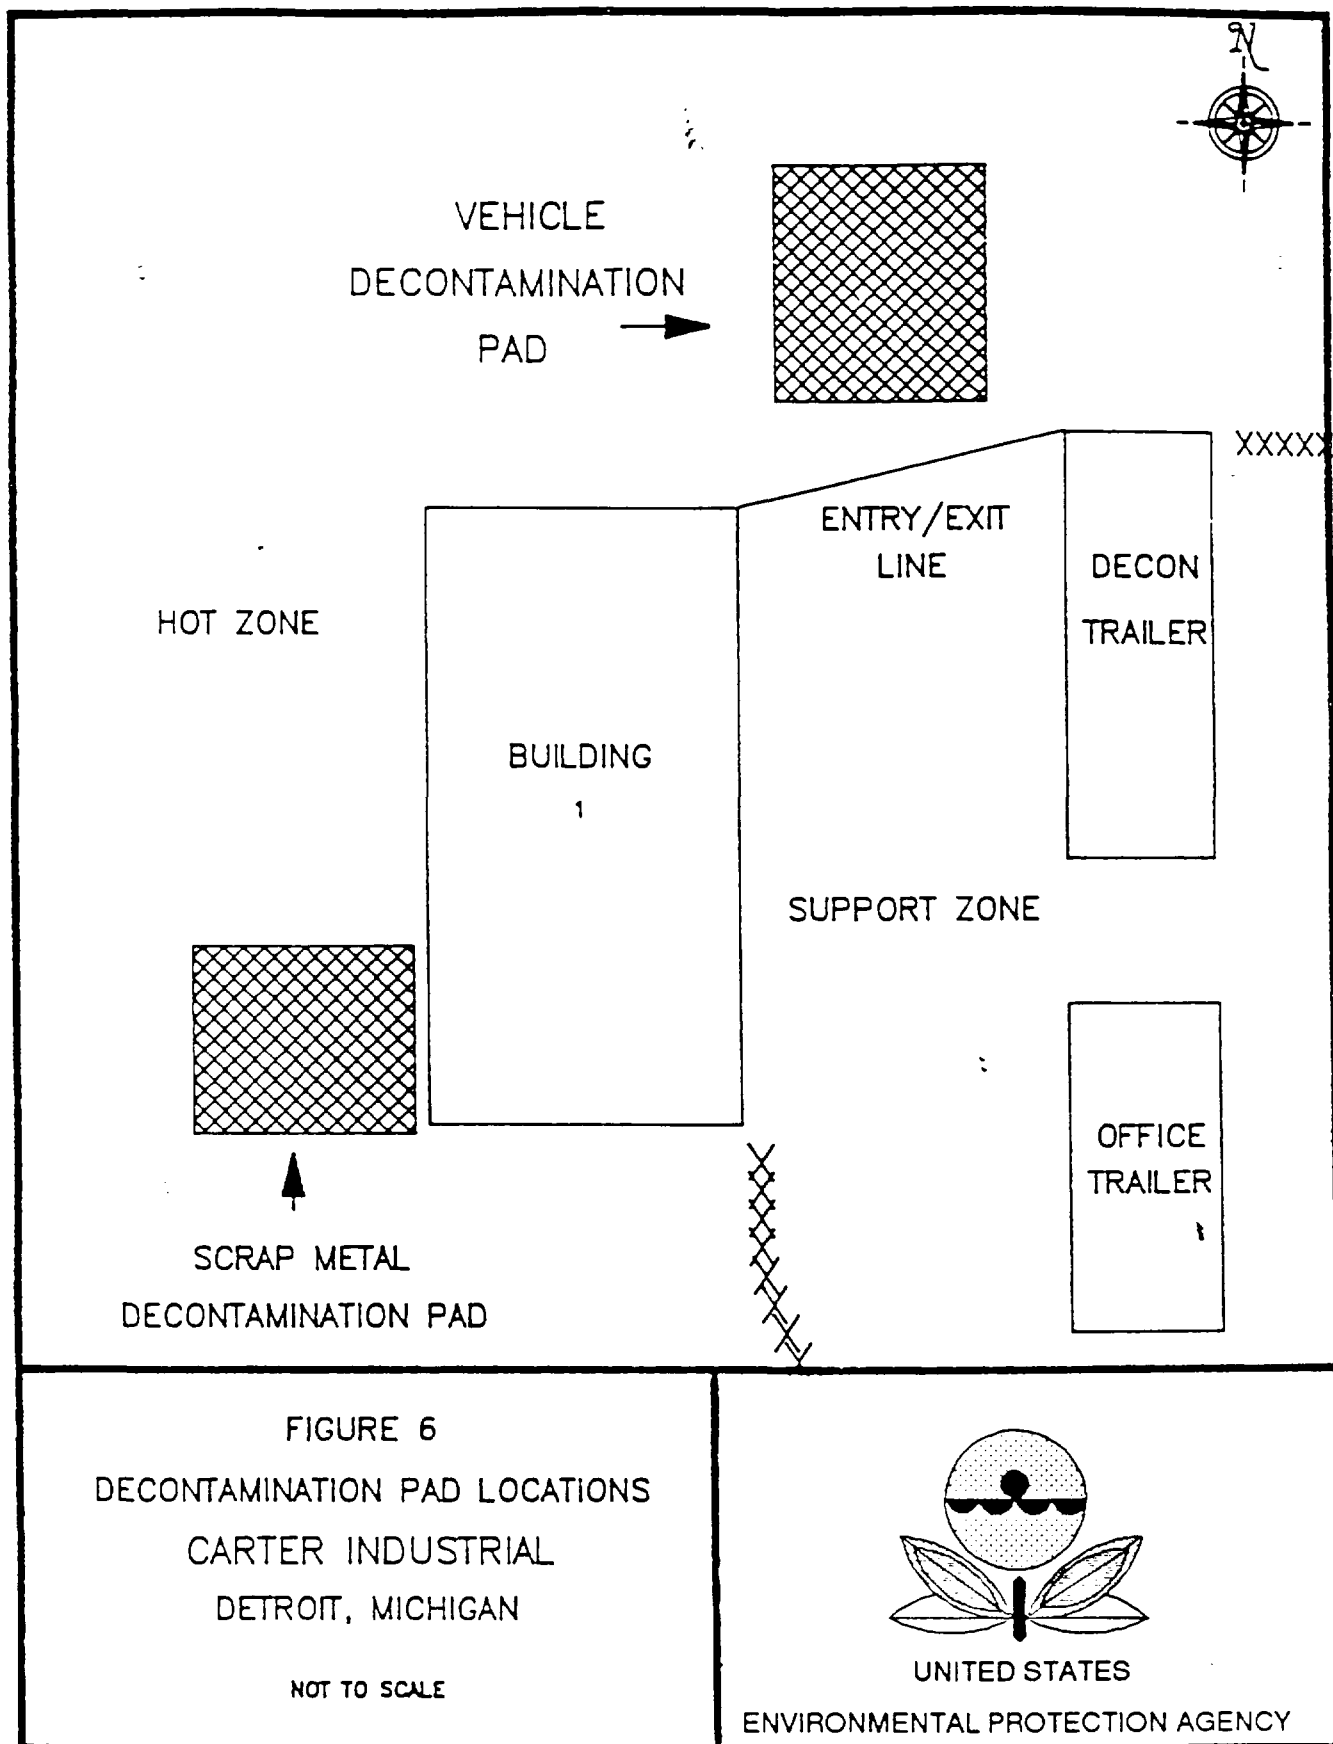 N
VEHICLE
DECONTAMINATION
PAD
XXXXX
ENTRY/EXIT
LINE
DECON
TRAILER
HOT ZONE
BUILDING
1
SUPPORT ZONE
OFFICE
TRAILER
SCRAP METAL
DECONTAMINATION PAD
FIGURE 6
DECONTAMINATION PAD LOCATIONS
CARTER INDUSTRIAL
DETROIT, MICHIGAN
NOT TO SCALE
UNITED STATES
ENVIRONMENTAL PROTECTION AGENCY